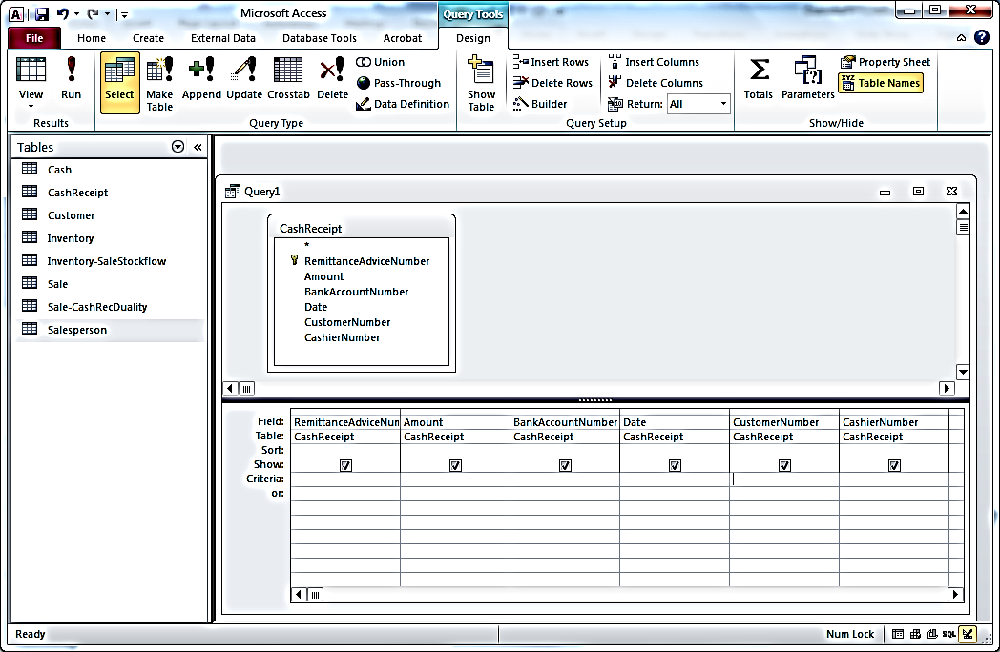 Microsoft Access
Query Tools
File Home Create External Data Database Tools Acrobat Design
View Run Select Make Table Append Update Crosstab Delete
Union
Pass-Through
Data Definition
Show Table
Insert Rows
Delete Rows
Builder
Insert Columns
Delete Columns
Return: All
Totals Parameters
Property Sheet
XYZ Table Names
Results Query Type Query Setup Show/Hide
Tables
Cash
CashReceipt
Customer
Inventory
Inventory-SaleStockflow
Sale
Sale-CashRecDuality
Salesperson
Query1
CashReceipt
*
RemittanceAdviceNumber
Amount
BankAccountNumber
Date
CustomerNumber
CashierNumber
Field: RemittanceAdviceNun Amount BankAccountNumber Date CustomerNumber CashierNumber
Table: CashReceipt CashReceipt CashReceipt CashReceipt CashReceipt CashReceipt
Sort:
Show:
Criteria:
or:
Ready Num Lock SQL